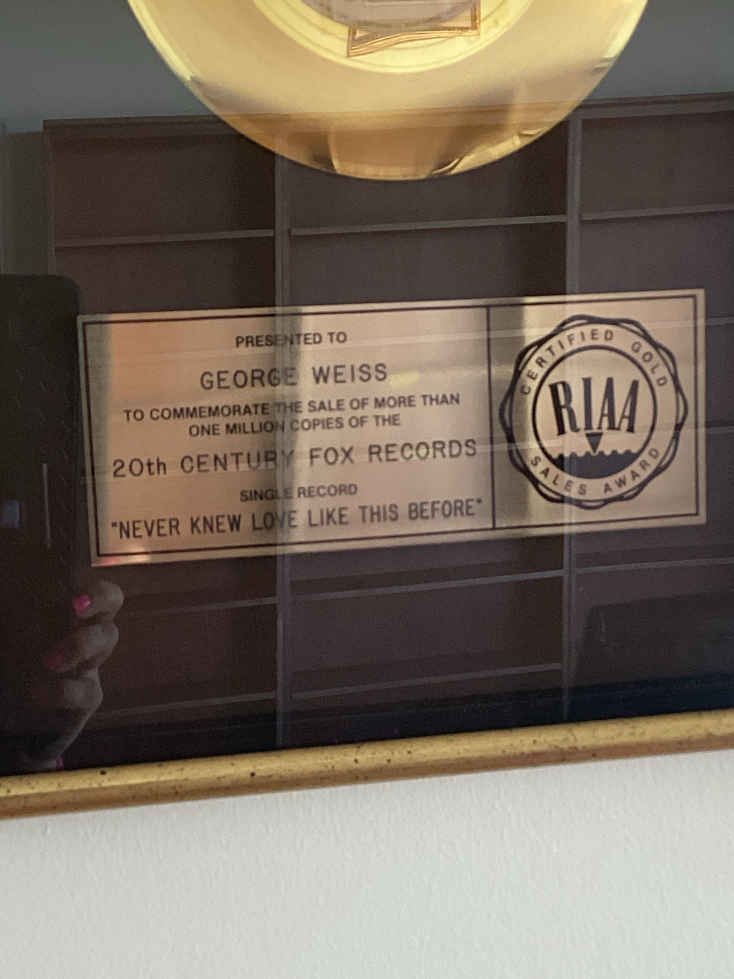 PRESENTED TO
GEORGE WEISS
TO COMMEMORATE THE SALE OF MORE THAN
ONE MILLION COPIES OF THE
20th CENTURY FOX RECORDS
SINGLE RECORD
"NEVER KNEW LOVE LIKE THIS BEFORE"
CERTIFIED GOLD
RIAA
SALES AWARD